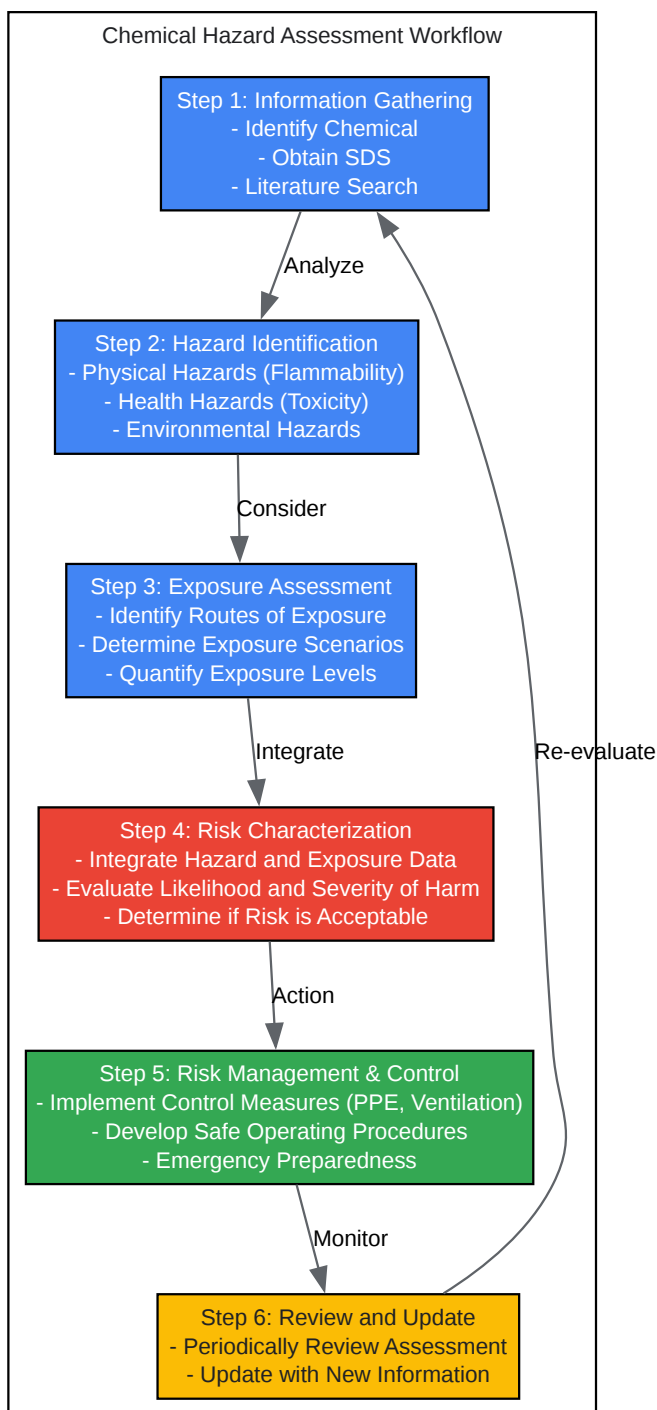 Chemical Hazard Assessment Workflow
Step 1: Information Gathering
- Identify Chemical
- Obtain SDS
- Literature Search
Analyze
Step 2: Hazard Identification
- Physical Hazards (Flammability)
- Health Hazards (Toxicity)
- Environmental Hazards
Consider
Step 3: Exposure Assessment
- Identify Routes of Exposure
- Determine Exposure Scenarios
- Quantify Exposure Levels
Integrate
Re-evaluate
Step 4: Risk Characterization
- Integrate Hazard and Exposure Data
- Evaluate Likelihood and Severity of Harm
- Determine if Risk is Acceptable
Action
Step 5: Risk Management & Control
- Implement Control Measures (PPE, Ventilation)
- Develop Safe Operating Procedures
- Emergency Preparedness
Monitor
Step 6: Review and Update
- Periodically Review Assessment
- Update with New Information